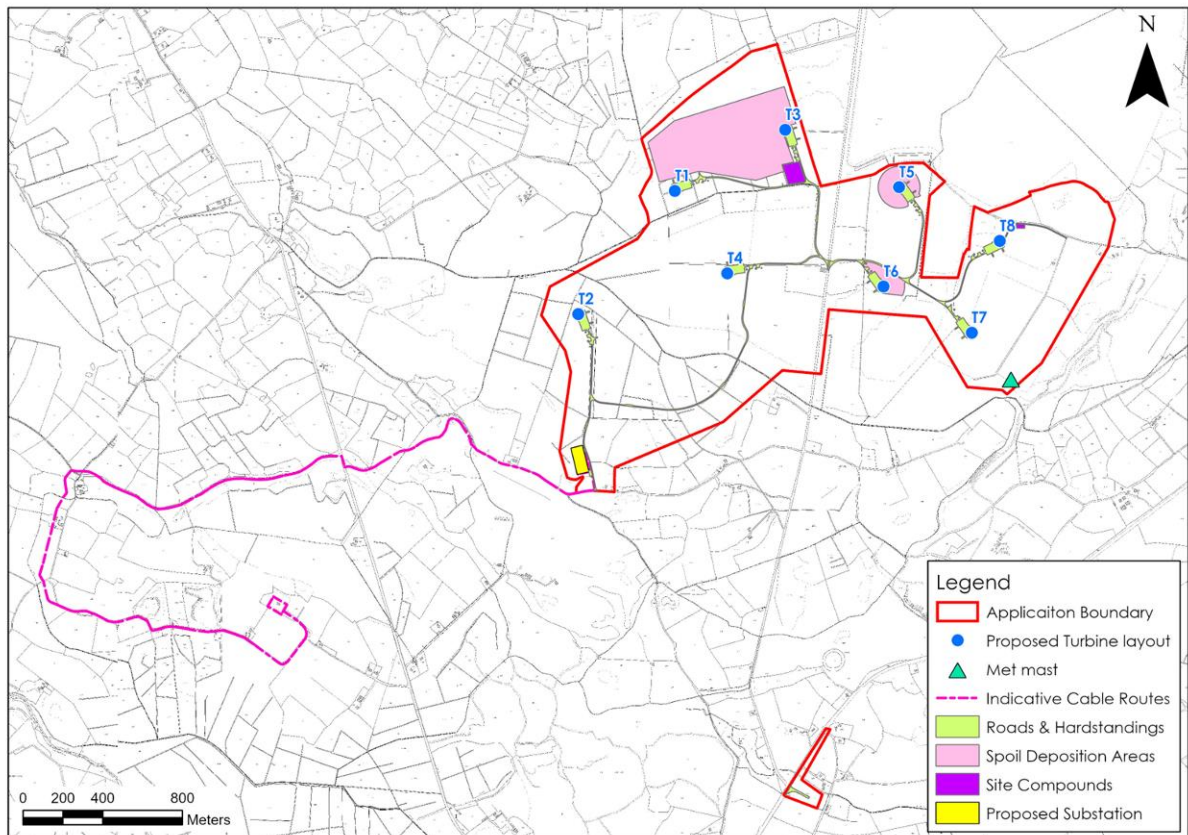 N
T3
T1
T5
T8
T4
T6
T2
T7
Legend
Applicaiton Boundary
Proposed Turbine layout
Met mast
Indicative Cable Routes
Roads & Hardstandings
Spoil Deposition Areas
Site Compounds
Proposed Substation
0 200 400 800
Meters